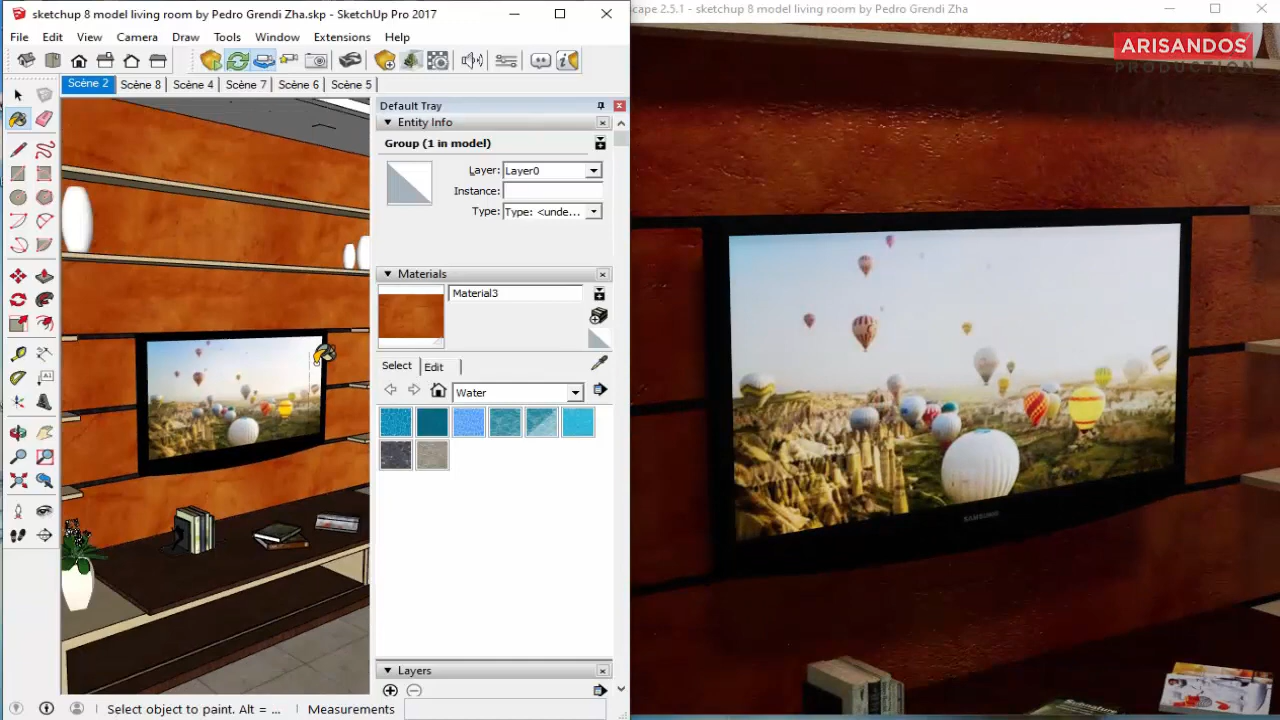 sketchup 8 model living room by Pedro Grendi Zha.skp - SketchUp Pro 2017
File Edit View Camera Draw Tools Window Extensions Help
Scène 2 Scène 8 Scène 4 Scène 7 Scène 6 Scène 5
Default Tray
Entity Info
Group (1 in model)
Layer: Layer0
Instance:
Type: Type: <unde...
Materials
Material3
Select Edit
Water
Layers
Select object to paint. Alt = ...
Measurements
scape 2.5.1 - sketchup 8 model living room by Pedro Grendi Zha
ARISANDOS
PRODUCTION
SAMSUNG